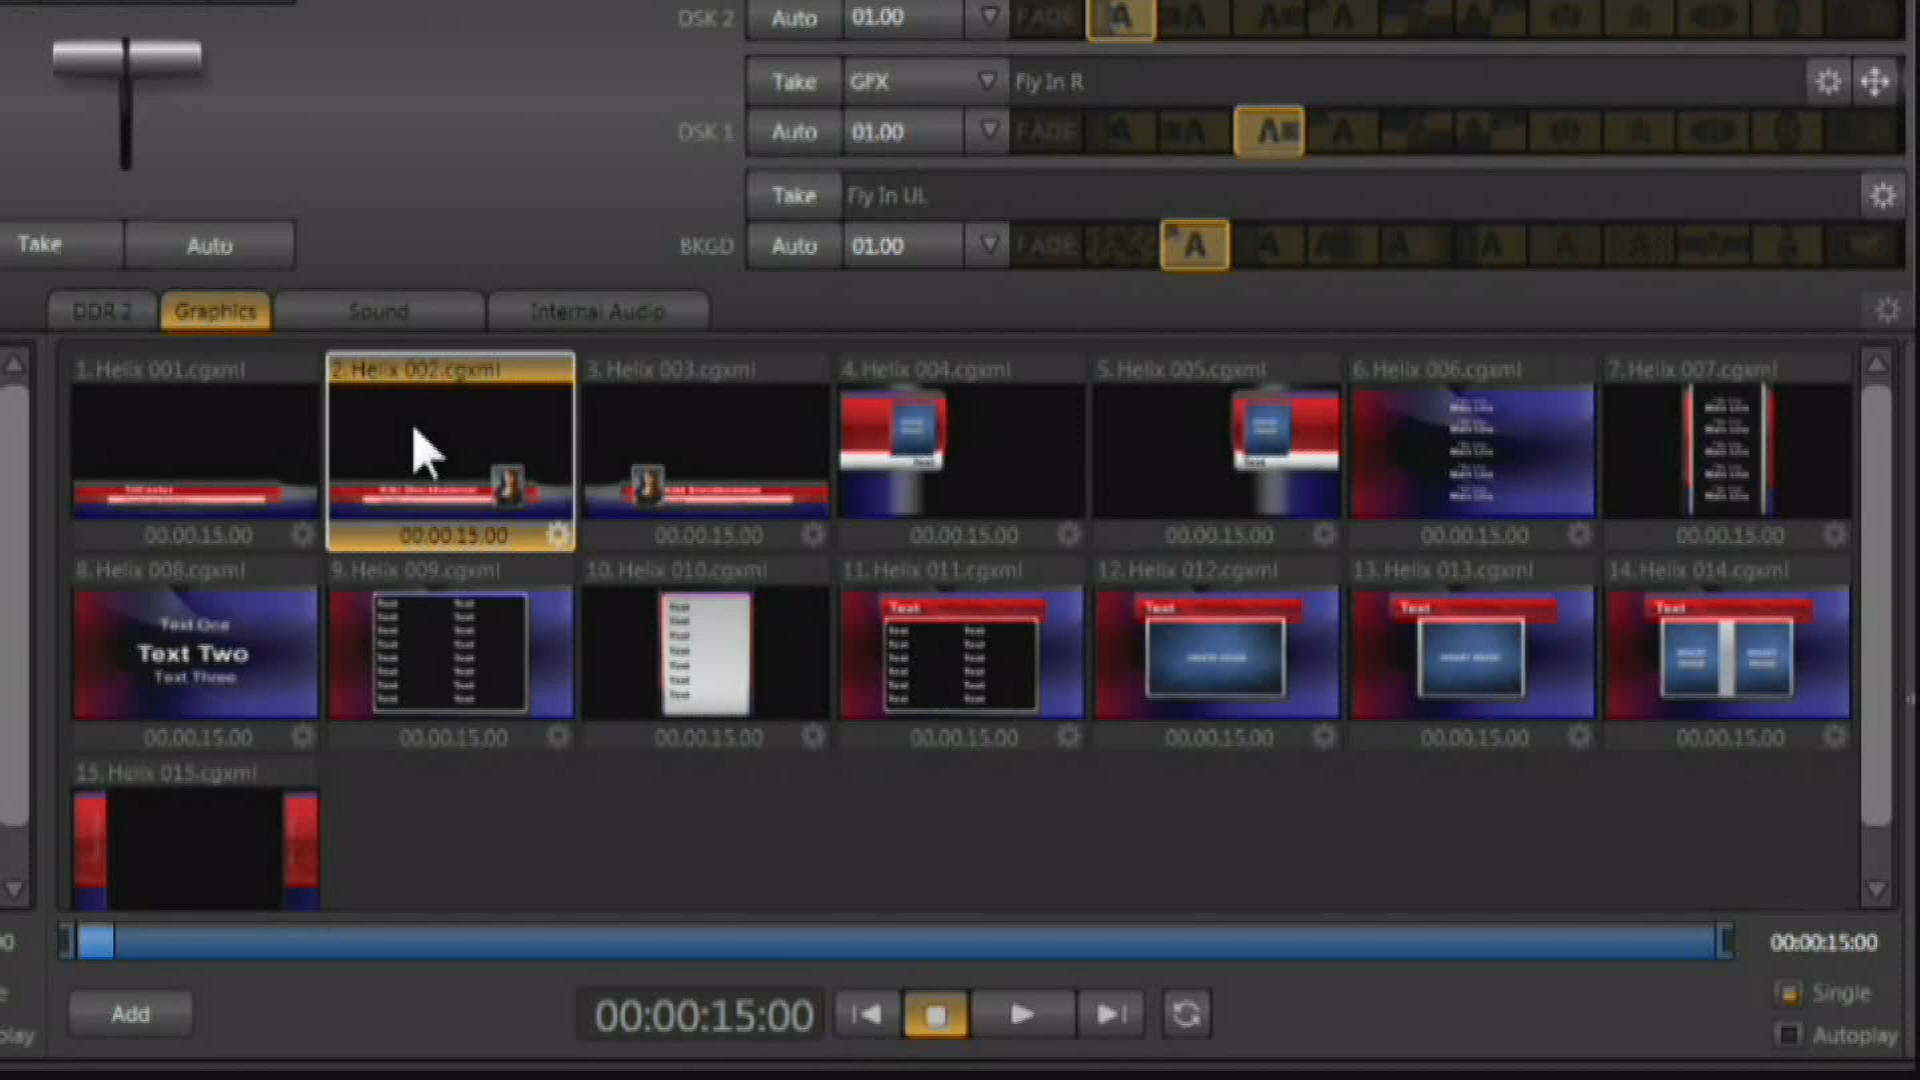 DSK 2 Auto 01.00 FADE
Take GFX Fly In R
DSK 1 Auto 01.00 FADE
Take Fly In UL
Take Auto BKGD Auto 01.00 FADE
DDR 2 Graphics Sound Internal Audio
1. Helix 001.cgxml 2. Helix 002.cgxml 3. Helix 003.cgxml 4. Helix 004.cgxml 5. Helix 005.cgxml 6. Helix 006.cgxml 7. Helix 007.cgxml
00:00:15:00 00:00:15:00 00:00:15:00 00:00:15:00 00:00:15:00 00:00:15:00 00:00:15:00
8. Helix 008.cgxml 9. Helix 009.cgxml 10. Helix 010.cgxml 11. Helix 011.cgxml 12. Helix 012.cgxml 13. Helix 013.cgxml 14. Helix 014.cgxml
Text Text Text Text
Text One
Text Two
Text Three
00:00:15:00 00:00:15:00 00:00:15:00 00:00:15:00 00:00:15:00 00:00:15:00 00:00:15:00
15. Helix 015.cgxml
00:00:15:00
Add 00:00:15:00 Single
Autoplay